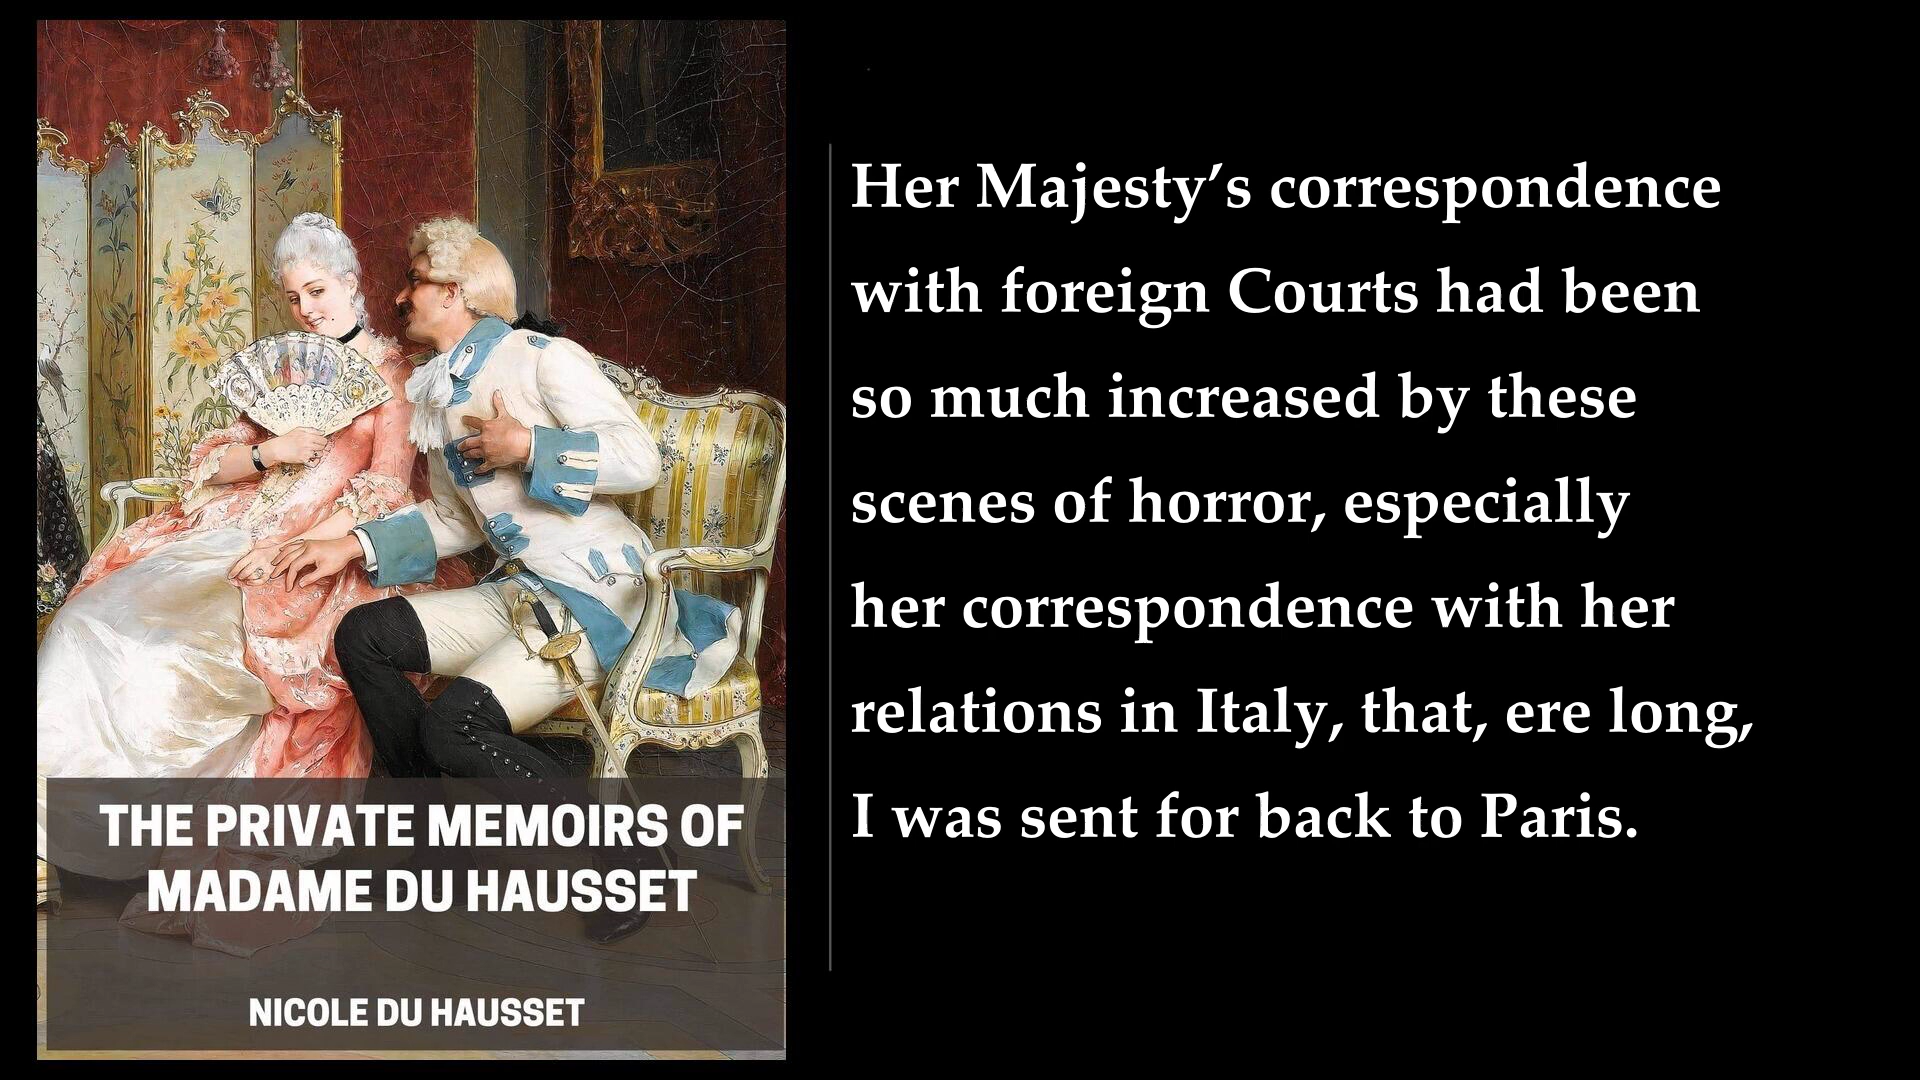 THE PRIVATE MEMOIRS OF
MADAME DU HAUSSET
NICOLE DU HAUSSET
Her Majesty’s correspondence
with foreign Courts had been
so much increased by these
scenes of horror, especially
her correspondence with her
relations in Italy, that, ere long,
I was sent for back to Paris.